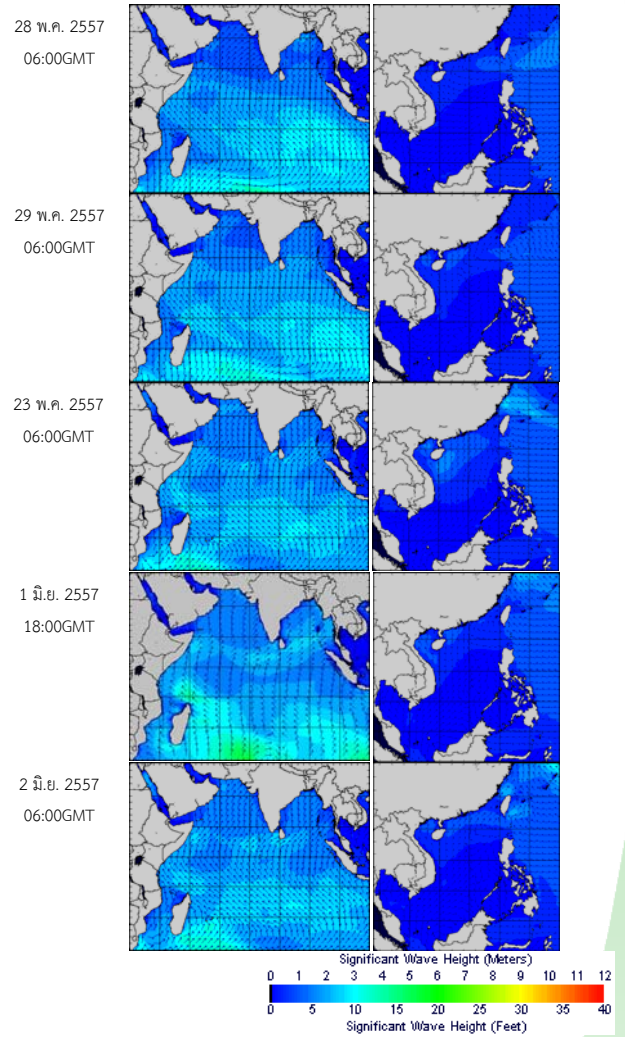 28 พ.ค. 2557
06:00GMT
29 พ.ค. 2557
06:00GMT
23 พ.ค. 2557
06:00GMT
1 มิ.ย. 2557
18:00GMT
2 มิ.ย. 2557
06:00GMT
Significant Wave Height (Meters)
0 1 2 3 4 5 6 7 8 9 10 11 12
0 5 10 15 20 25 30 35 40
Significant Wave Height (Feet)